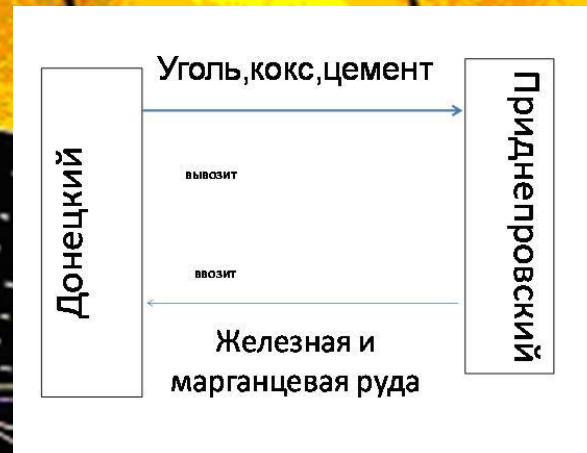 Уголь,кокс,цемент
Донецкий
Приднепровский
вывозит
ввозит
Железная и
марганцевая руда